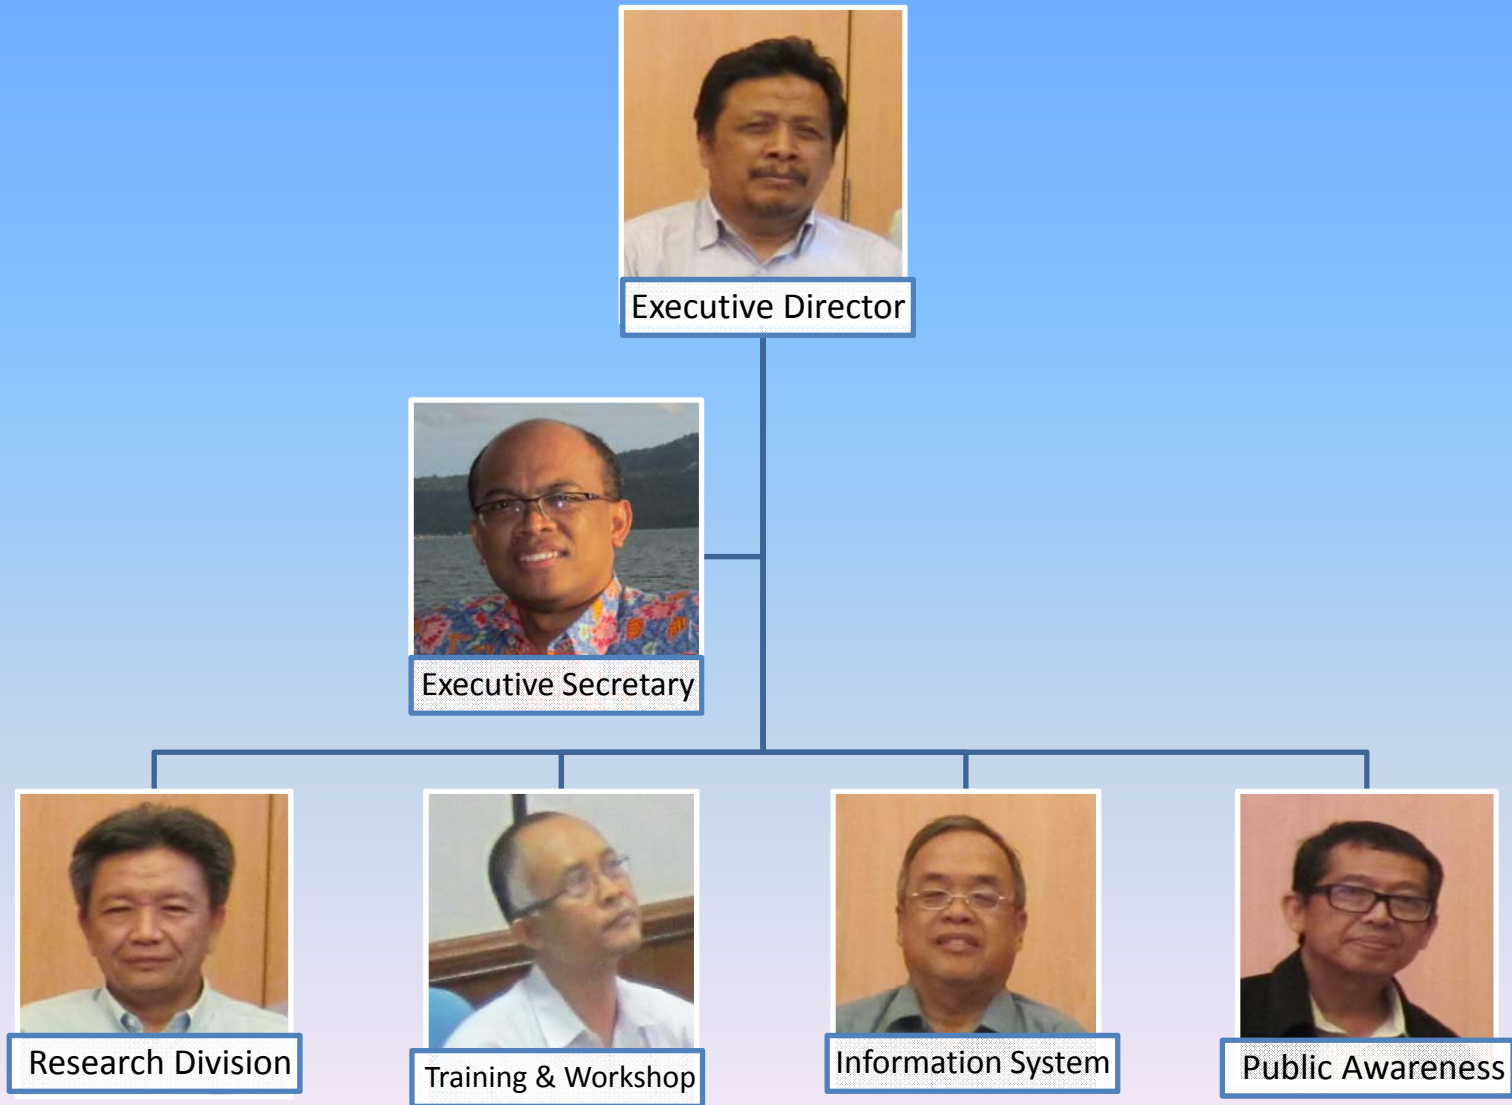 Executive Director
Executive Secretary
Research Division
Training & Workshop
Information System
Public Awareness